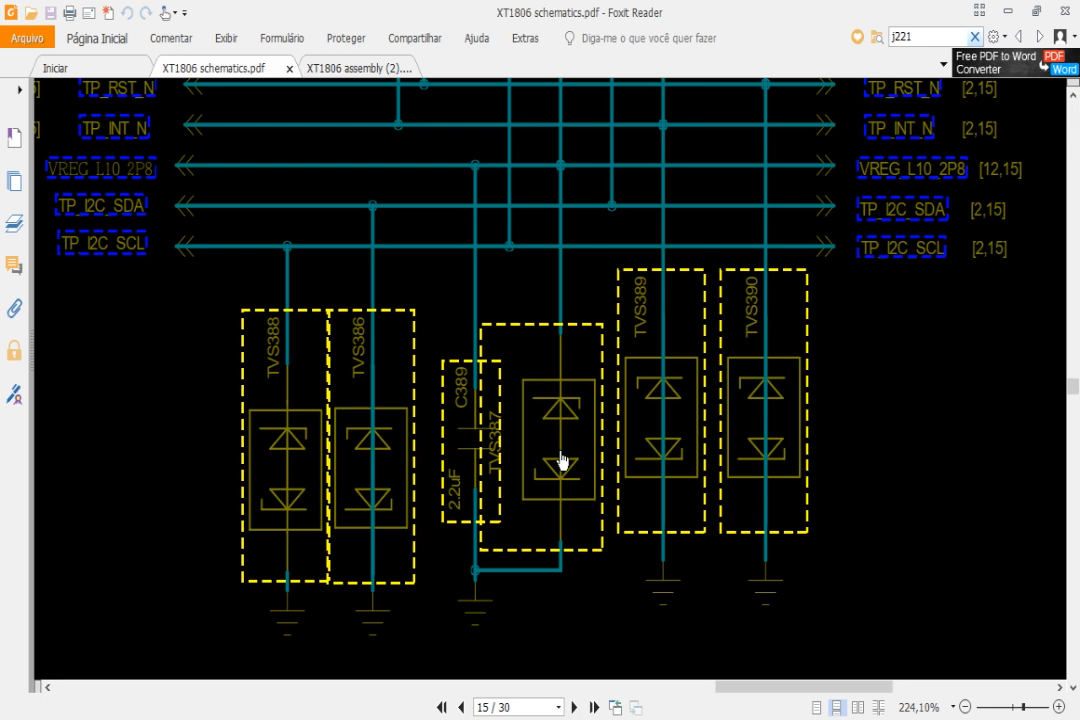 XT1806 schematics.pdf - Foxit Reader
Arquivo Página Inicial Comentar Exibir Formulário Proteger Compartilhar Ajuda Extras Diga-me o que você quer fazer j221
Iniciar XT1806 schematics.pdf XT1806 assembly (2)....
Free PDF to Word PDF
Converter Word
TP_RST_N TP_RST_N [2,15]
TP_INT_N TP_INT_N [2,15]
VREG_L10_2P8 VREG_L10_2P8 [12,15]
TP_I2C_SDA TP_I2C_SDA [2,15]
TP_I2C_SCL TP_I2C_SCL [2,15]
TVS388
TVS386
C389
2.2uF
TVS387
TVS389
TVS390
15 / 30 224,10%